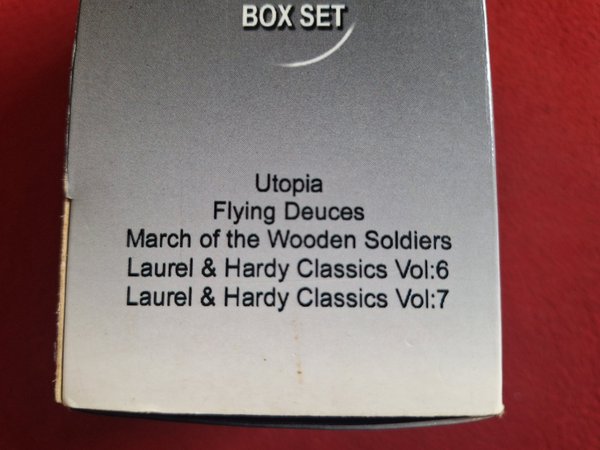 BOX SET
Utopia
Flying Deuces
March of the Wooden Soldiers
Laurel & Hardy Classics Vol:6
Laurel & Hardy Classics Vol:7